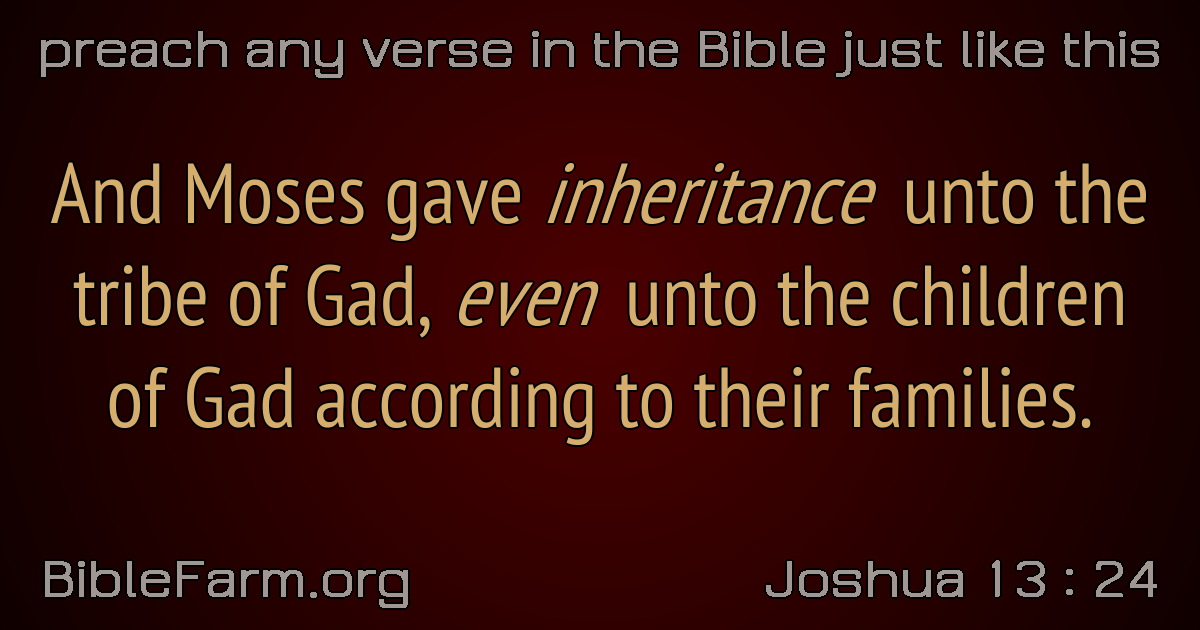 preach any verse in the Bible just like this
And Moses gave inheritance unto the
tribe of Gad, even unto the children
of Gad according to their families.
BibleFarm.org
Joshua 13 : 24